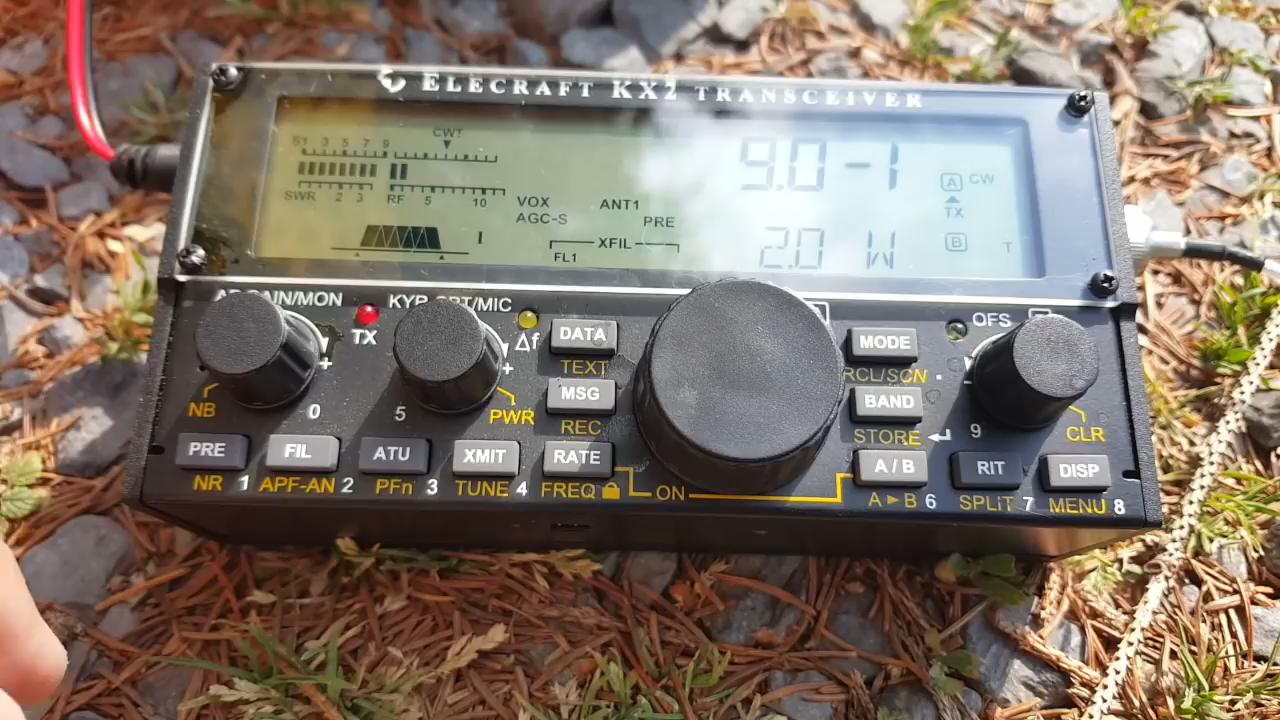 ELECRAFT KX2 TRANSCEIVER
S1 3 5 7 9 CWT
SWR 2 3 RF 5 10
VOX ANT1
AGC-S PRE
XFIL
FL1
I
9.0-1
2.0 W
A CW
TX
B T
AF GAIN/MON TX KYR SPT/MIC Δf
OFS
DATA MODE
TEXT RCL/SCN
MSG BAND
NB 0 5 PWR REC STORE 9 CLR
PRE FIL ATU XMIT RATE A/B RIT DISP
NR 1 APF-AN 2 PFn 3 TUNE 4 FREQ ON A▸B 6 SPLIT 7 MENU 8